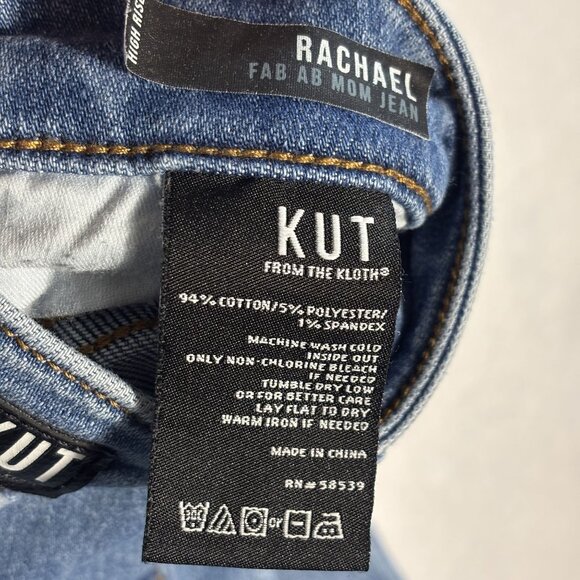 HIGH RISE
RACHAEL
FAB AB MOM JEAN
KUT
FROM THE KLOTH®
94% COTTON/5% POLYESTER/
1% SPANDEX
MACHINE WASH COLD
INSIDE OUT
ONLY NON-CHLORINE BLEACH
IF NEEDED
TUMBLE DRY LOW
OR FOR BETTER CARE
LAY FLAT TO DRY
WARM IRON IF NEEDED
MADE IN CHINA
RN#58539
30C or
KUT